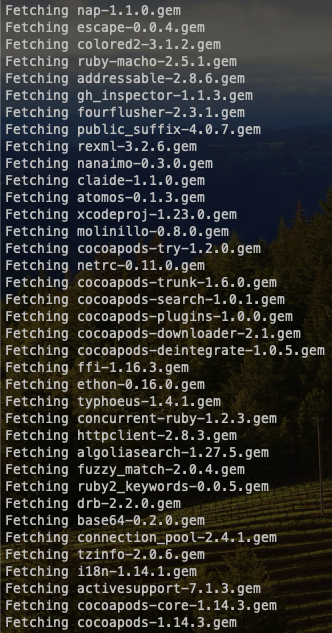 Fetching nap-1.1.0.gem
Fetching escape-0.0.4.gem
Fetching colored2-3.1.2.gem
Fetching ruby-macho-2.5.1.gem
Fetching addressable-2.8.6.gem
Fetching gh_inspector-1.1.3.gem
Fetching fourflusher-2.3.1.gem
Fetching public_suffix-4.0.7.gem
Fetching rexml-3.2.6.gem
Fetching nanaimo-0.3.0.gem
Fetching claide-1.1.0.gem
Fetching atomos-0.1.3.gem
Fetching xcodeproj-1.23.0.gem
Fetching molinillo-0.8.0.gem
Fetching cocoapods-try-1.2.0.gem
Fetching netrc-0.11.0.gem
Fetching cocoapods-trunk-1.6.0.gem
Fetching cocoapods-search-1.0.1.gem
Fetching cocoapods-plugins-1.0.0.gem
Fetching cocoapods-downloader-2.1.gem
Fetching cocoapods-deintegrate-1.0.5.gem
Fetching ffi-1.16.3.gem
Fetching ethon-0.16.0.gem
Fetching typhoeus-1.4.1.gem
Fetching concurrent-ruby-1.2.3.gem
Fetching httpclient-2.8.3.gem
Fetching algoliasearch-1.27.5.gem
Fetching fuzzy_match-2.0.4.gem
Fetching ruby2_keywords-0.0.5.gem
Fetching drb-2.2.0.gem
Fetching base64-0.2.0.gem
Fetching connection_pool-2.4.1.gem
Fetching tzinfo-2.0.6.gem
Fetching i18n-1.14.1.gem
Fetching activesupport-7.1.3.gem
Fetching cocoapods-core-1.14.3.gem
Fetching cocoapods-1.14.3.gem